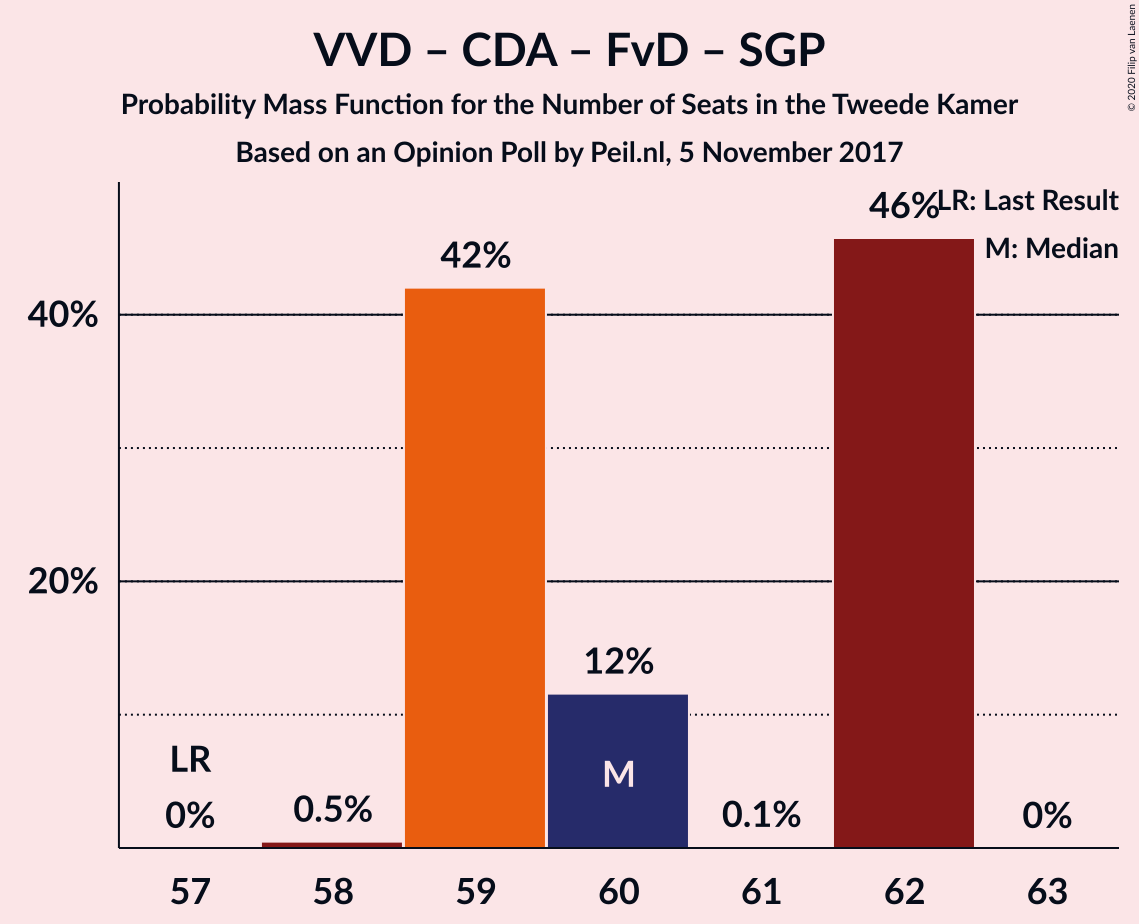 VVD – CDA – FvD – SGP
Probability Mass Function for the Number of Seats in the Tweede Kamer
Based on an Opinion Poll by Peil.nl, 5 November 2017
© 2020 Filip van Laenen
LR: Last Result
M: Median
46%
42%
40%
20%
12%
M
LR
0%
0.5%
0.1%
0%
57 58 59 60 61 62 63